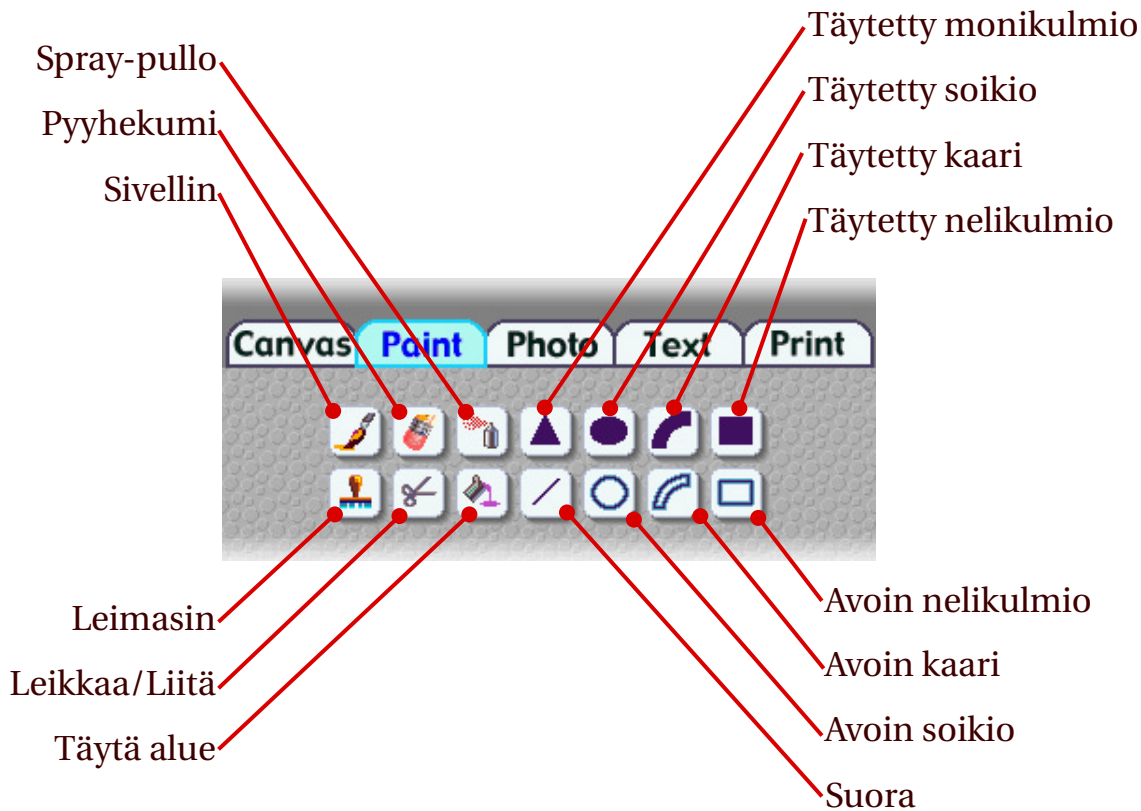 Spray-pullo
Pyyhekumi
Sivellin
Täytetty monikulmio
Täytetty soikio
Täytetty kaari
Täytetty nelikulmio
Canvas Paint Photo Text Print
Leimasin
Leikkaa/Liitä
Täytä alue
Avoin nelikulmio
Avoin kaari
Avoin soikio
Suora